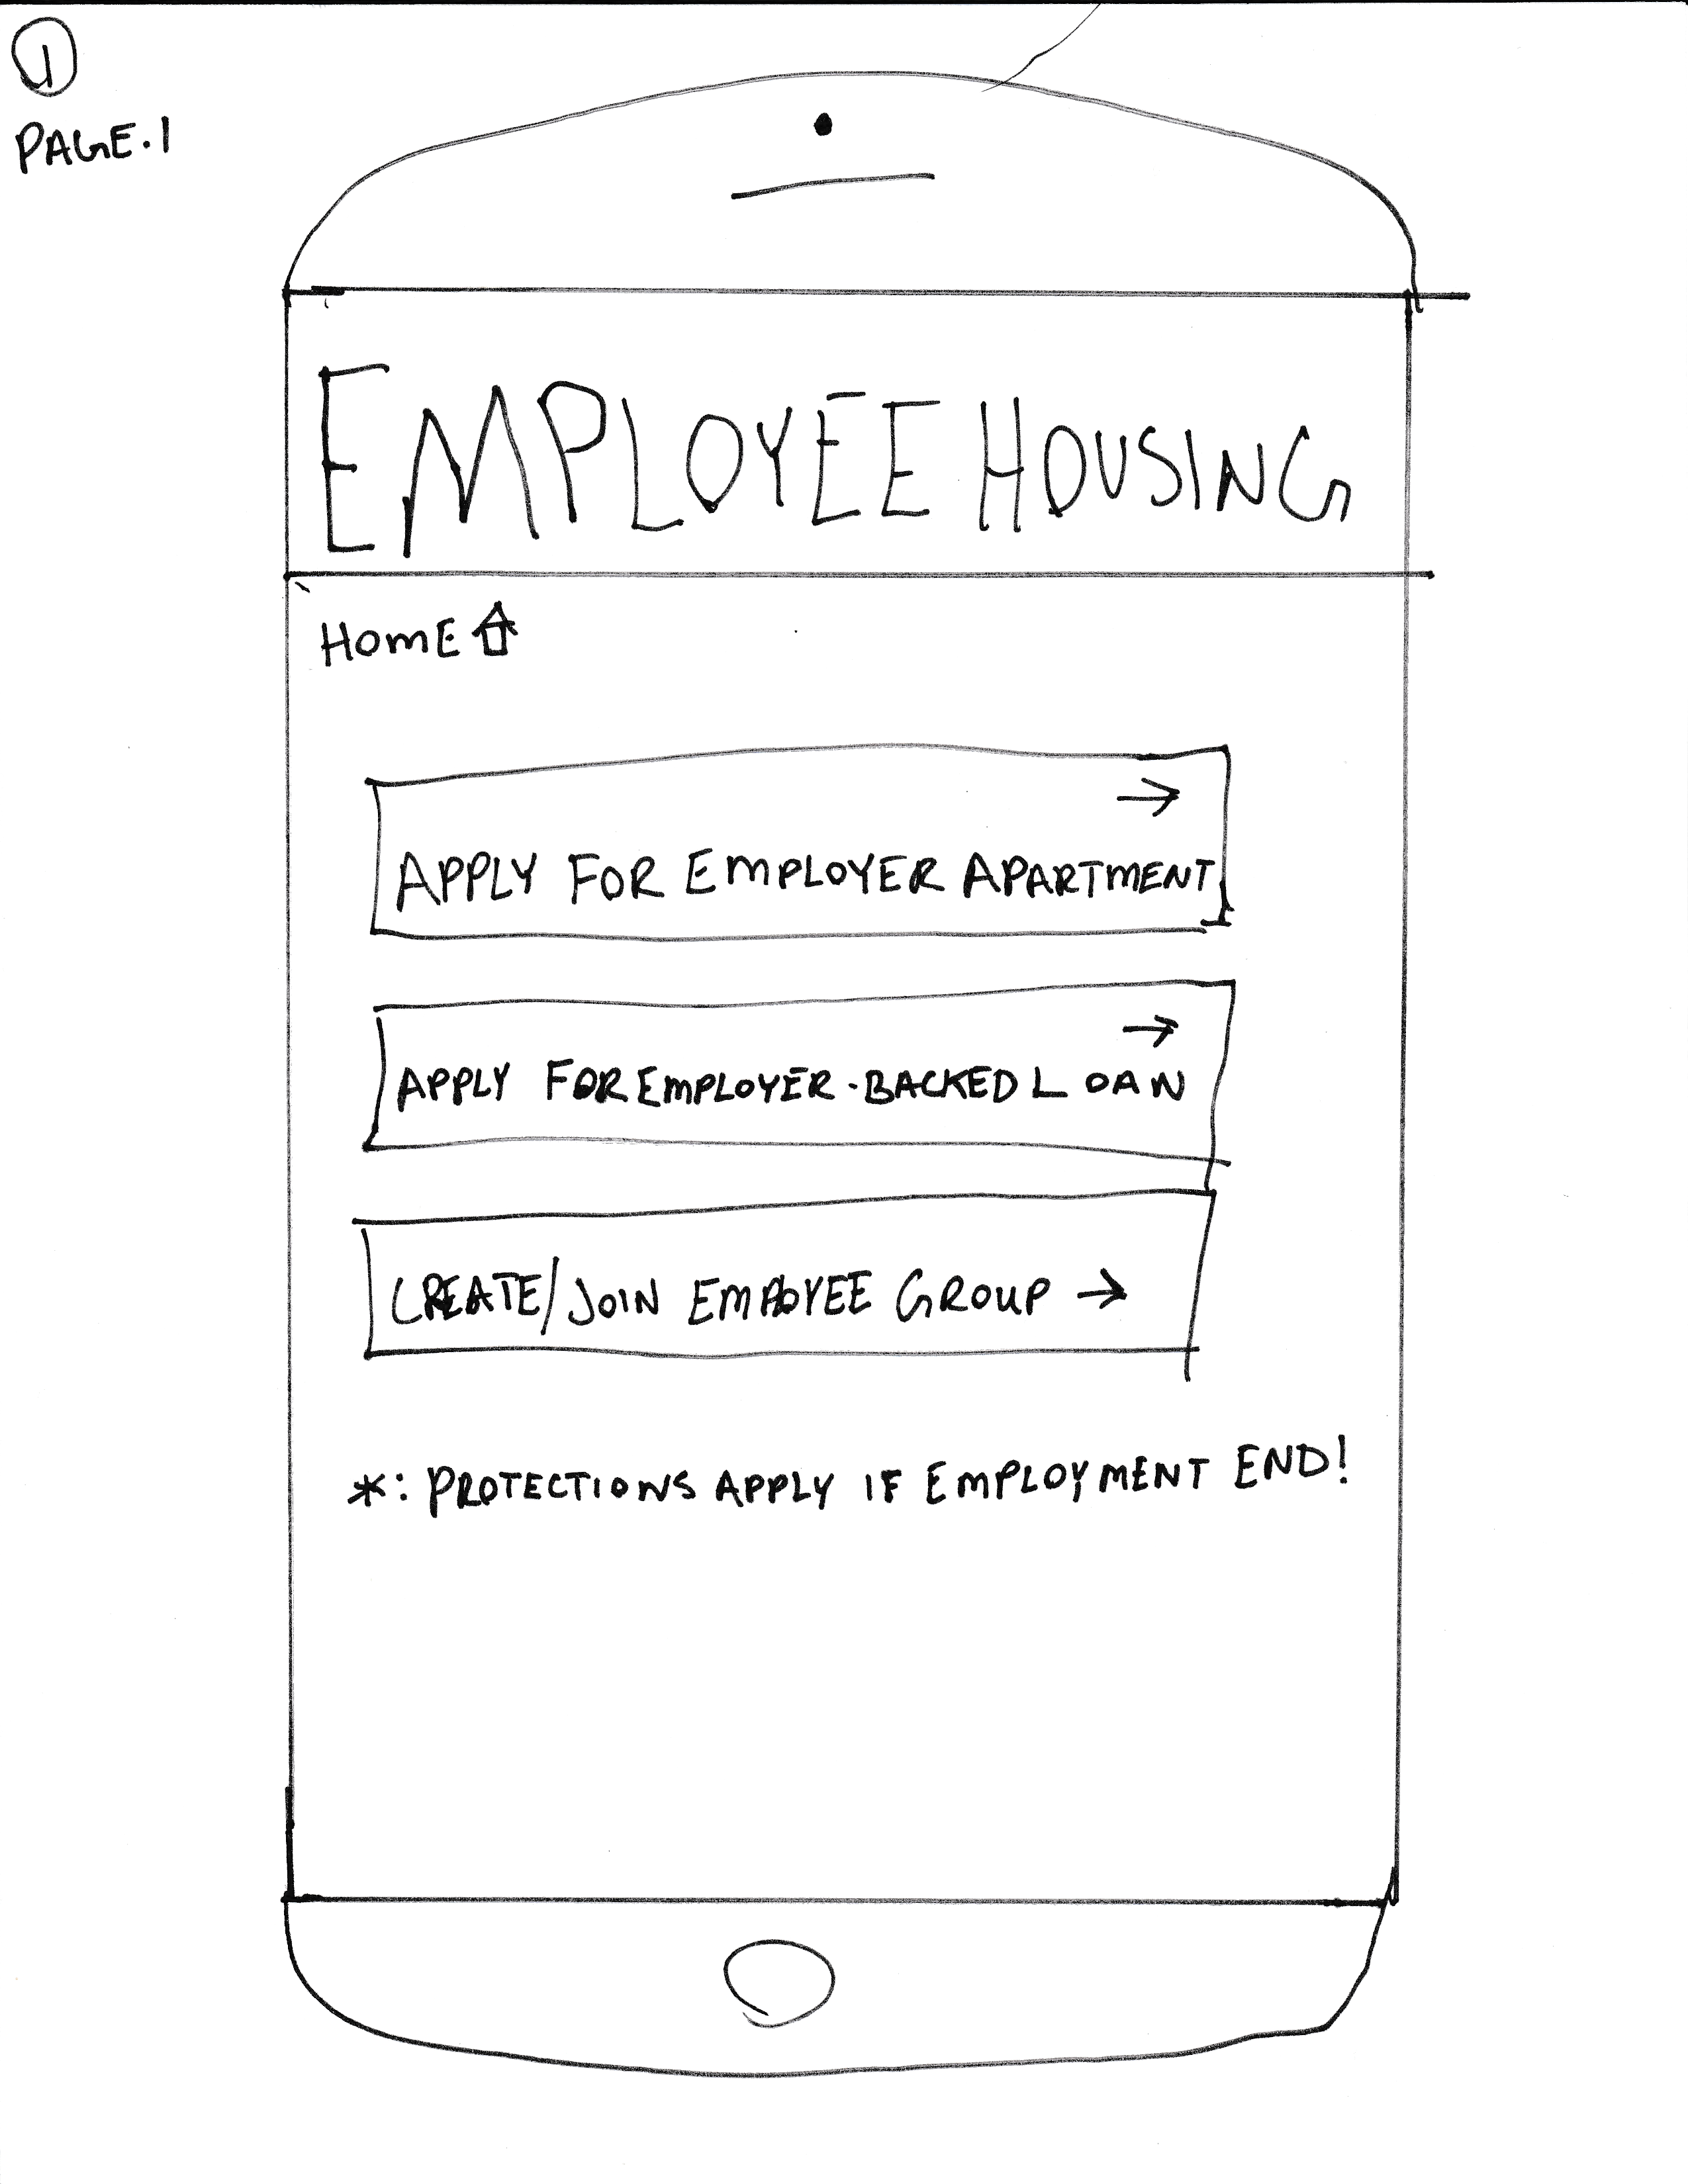 1
PAGE.1
EMPLOYEE HOUSING
HOME
APPLY FOR EMPLOYER APARTMENT →
APPLY FOR EMPLOYER-BACKED LOAN →
CREATE/JOIN EMPLOYEE GROUP →
*: PROTECTIONS APPLY IF EMPLOYMENT END!